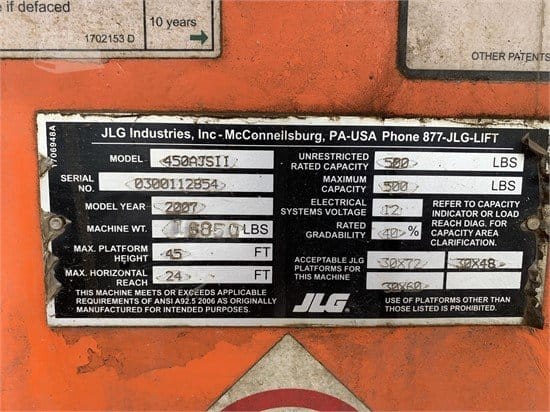 e if defaced
10 years
1702153 D
OTHER PATENTS
1706948A
JLG Industries, Inc - McConnellsburg, PA-USA Phone 877-JLG-LIFT
MODEL 450AJSII
SERIAL NO. 0300112854
MODEL YEAR 2007
MACHINE WT. 16850 LBS
MAX. PLATFORM HEIGHT 45 FT
MAX. HORIZONTAL REACH 24 FT
THIS MACHINE MEETS OR EXCEEDS APPLICABLE
REQUIREMENTS OF ANSI A92.5 2006 AS ORIGINALLY
MANUFACTURED FOR INTENDED PURPOSES.
UNRESTRICTED RATED CAPACITY 500 LBS
MAXIMUM CAPACITY 500 LBS
ELECTRICAL SYSTEMS VOLTAGE 12
RATED GRADABILITY 40 %
REFER TO CAPACITY
INDICATOR OR LOAD
REACH DIAG. FOR
CAPACITY AREA
CLARIFICATION.
ACCEPTABLE JLG PLATFORMS FOR THIS MACHINE
30X72 30X48
30X60
JLG®
USE OF PLATFORMS OTHER THAN
THOSE LISTED IS PROHIBITED.